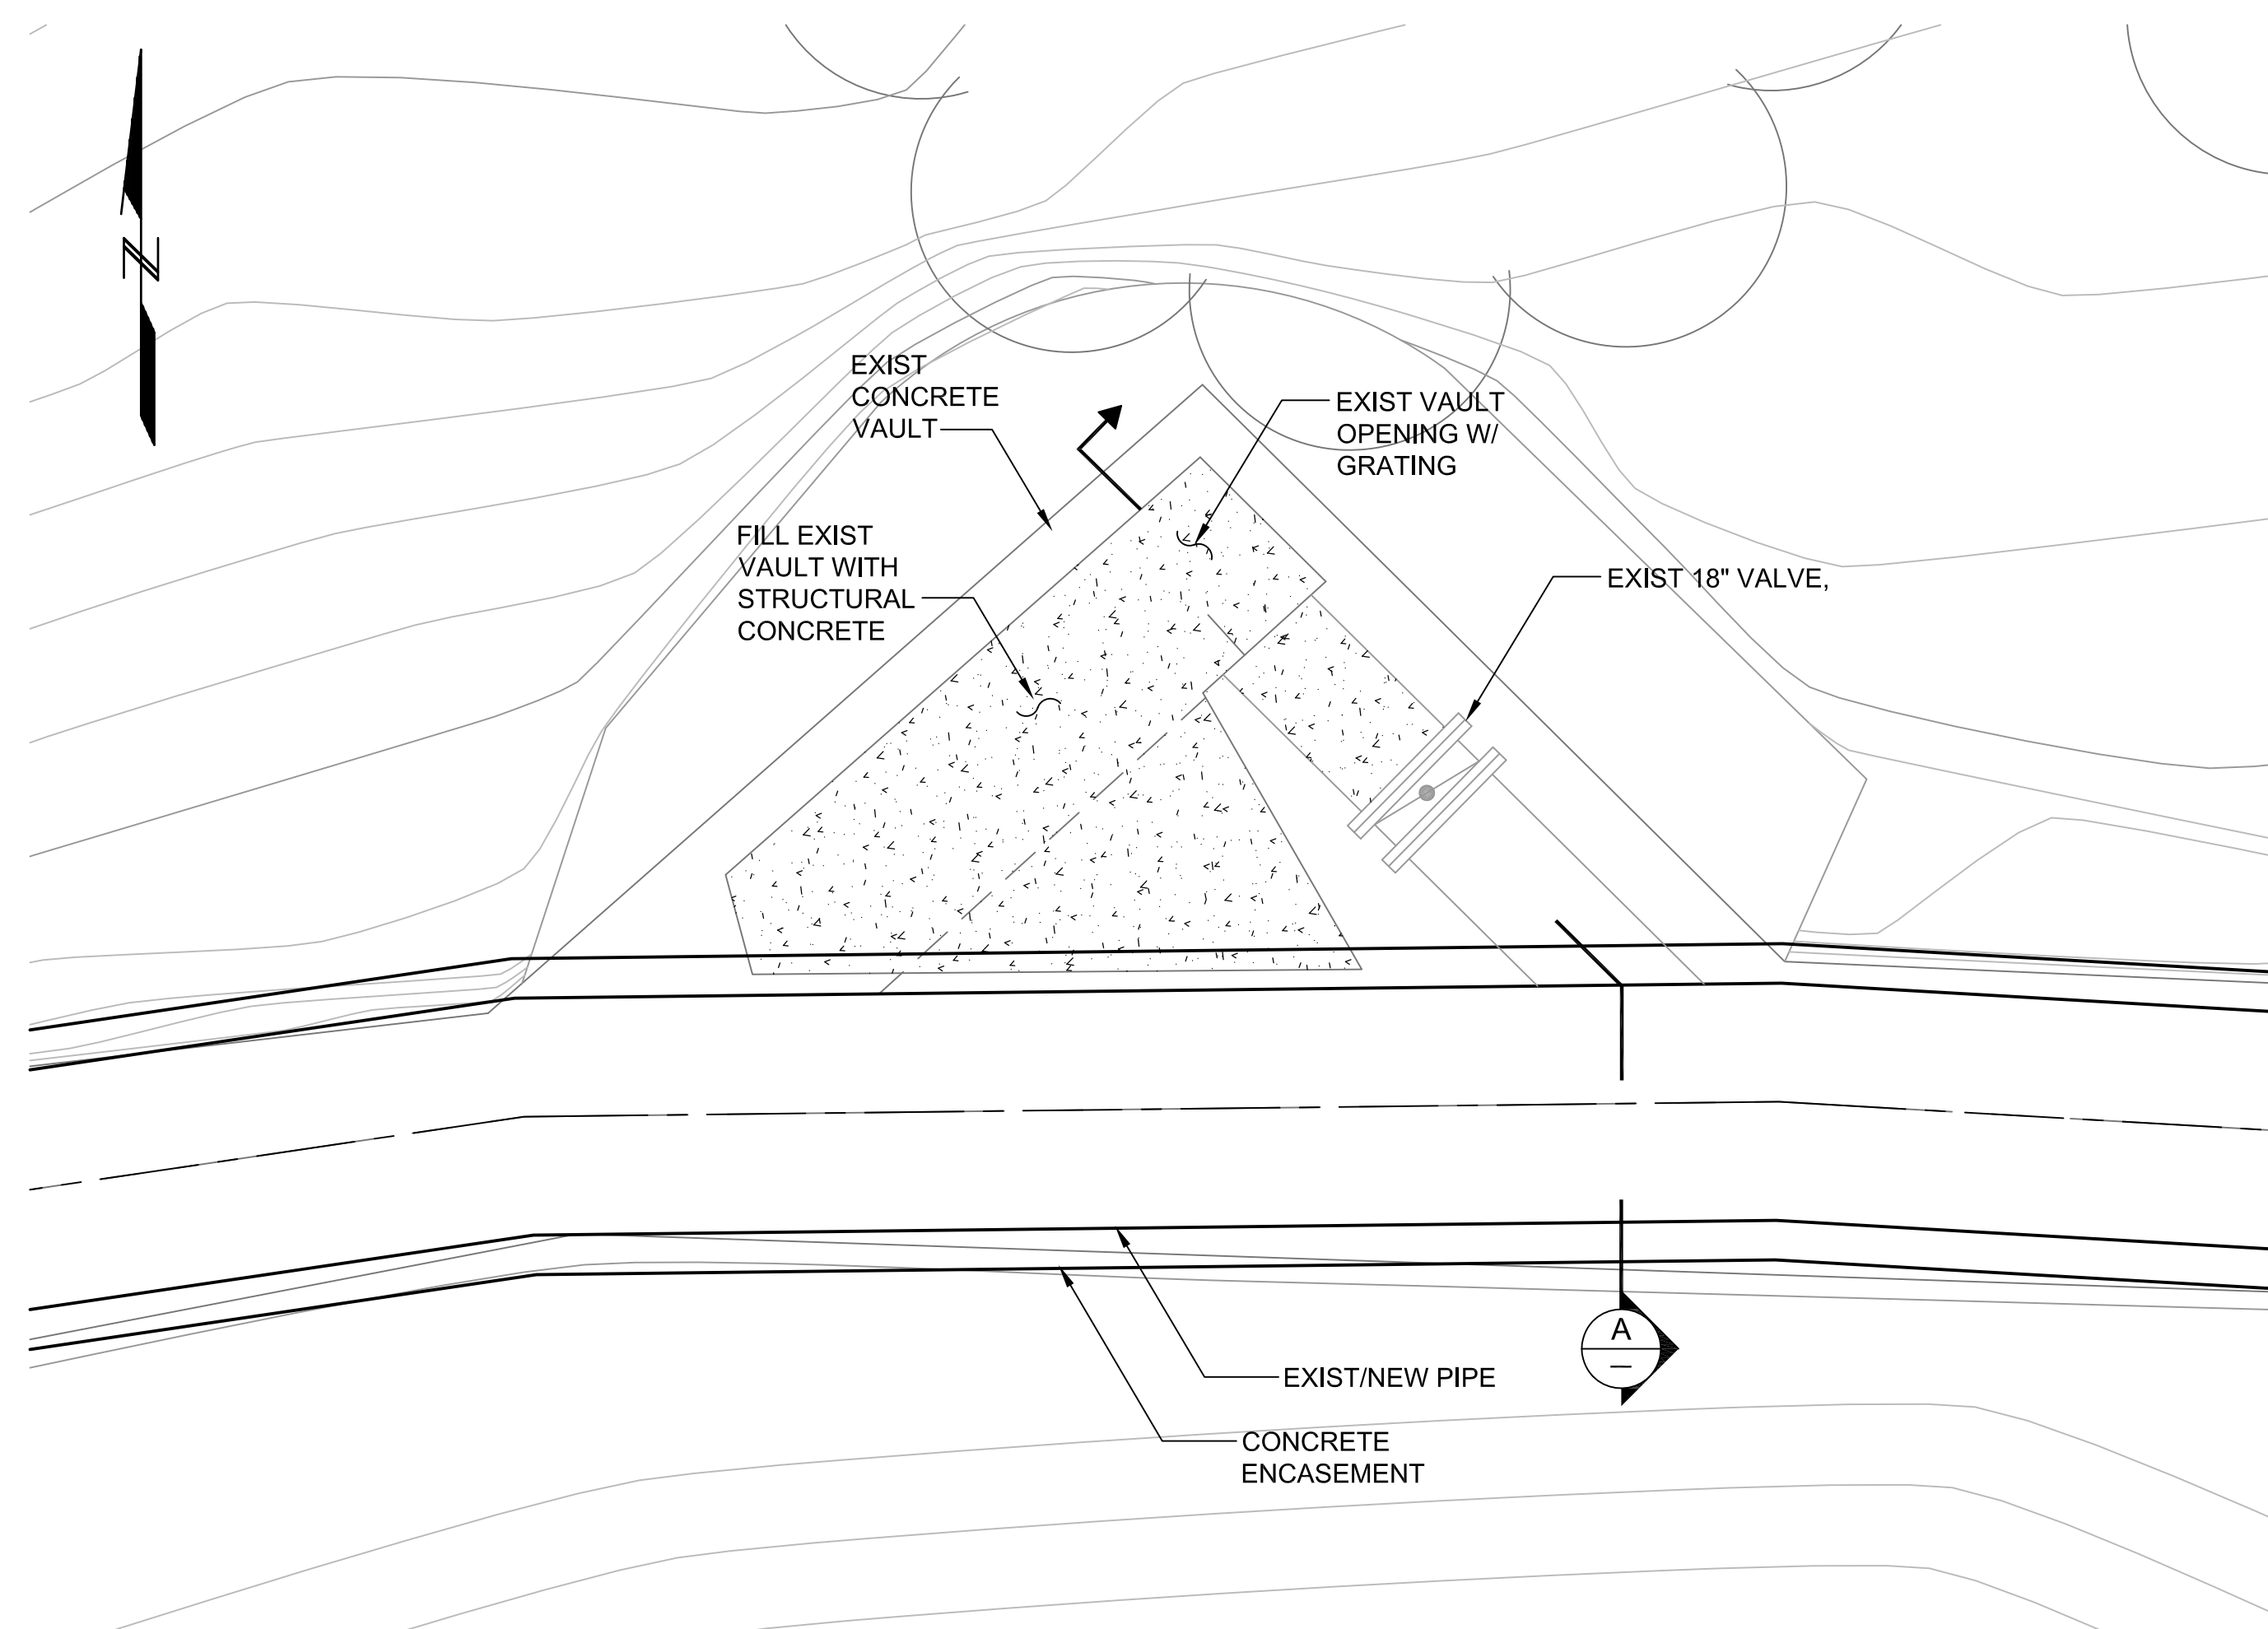 N
EXIST
CONCRETE
VAULT
EXIST VAULT
OPENING W/
GRATING
FILL EXIST
VAULT WITH
STRUCTURAL
CONCRETE
EXIST 18" VALVE,
A
—
EXIST/NEW PIPE
CONCRETE
ENCASEMENT